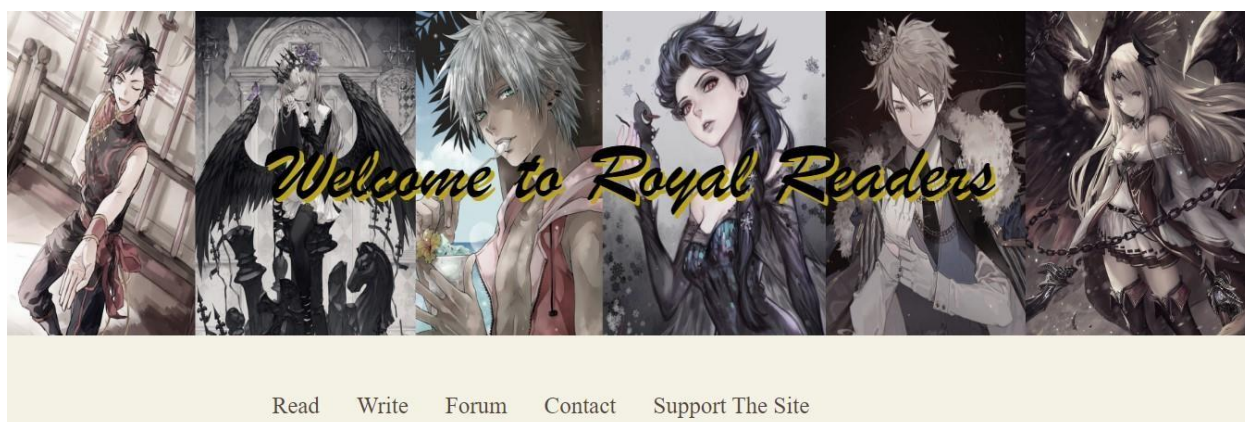 Welcome to Royal Readers
Read Write Forum Contact Support The Site